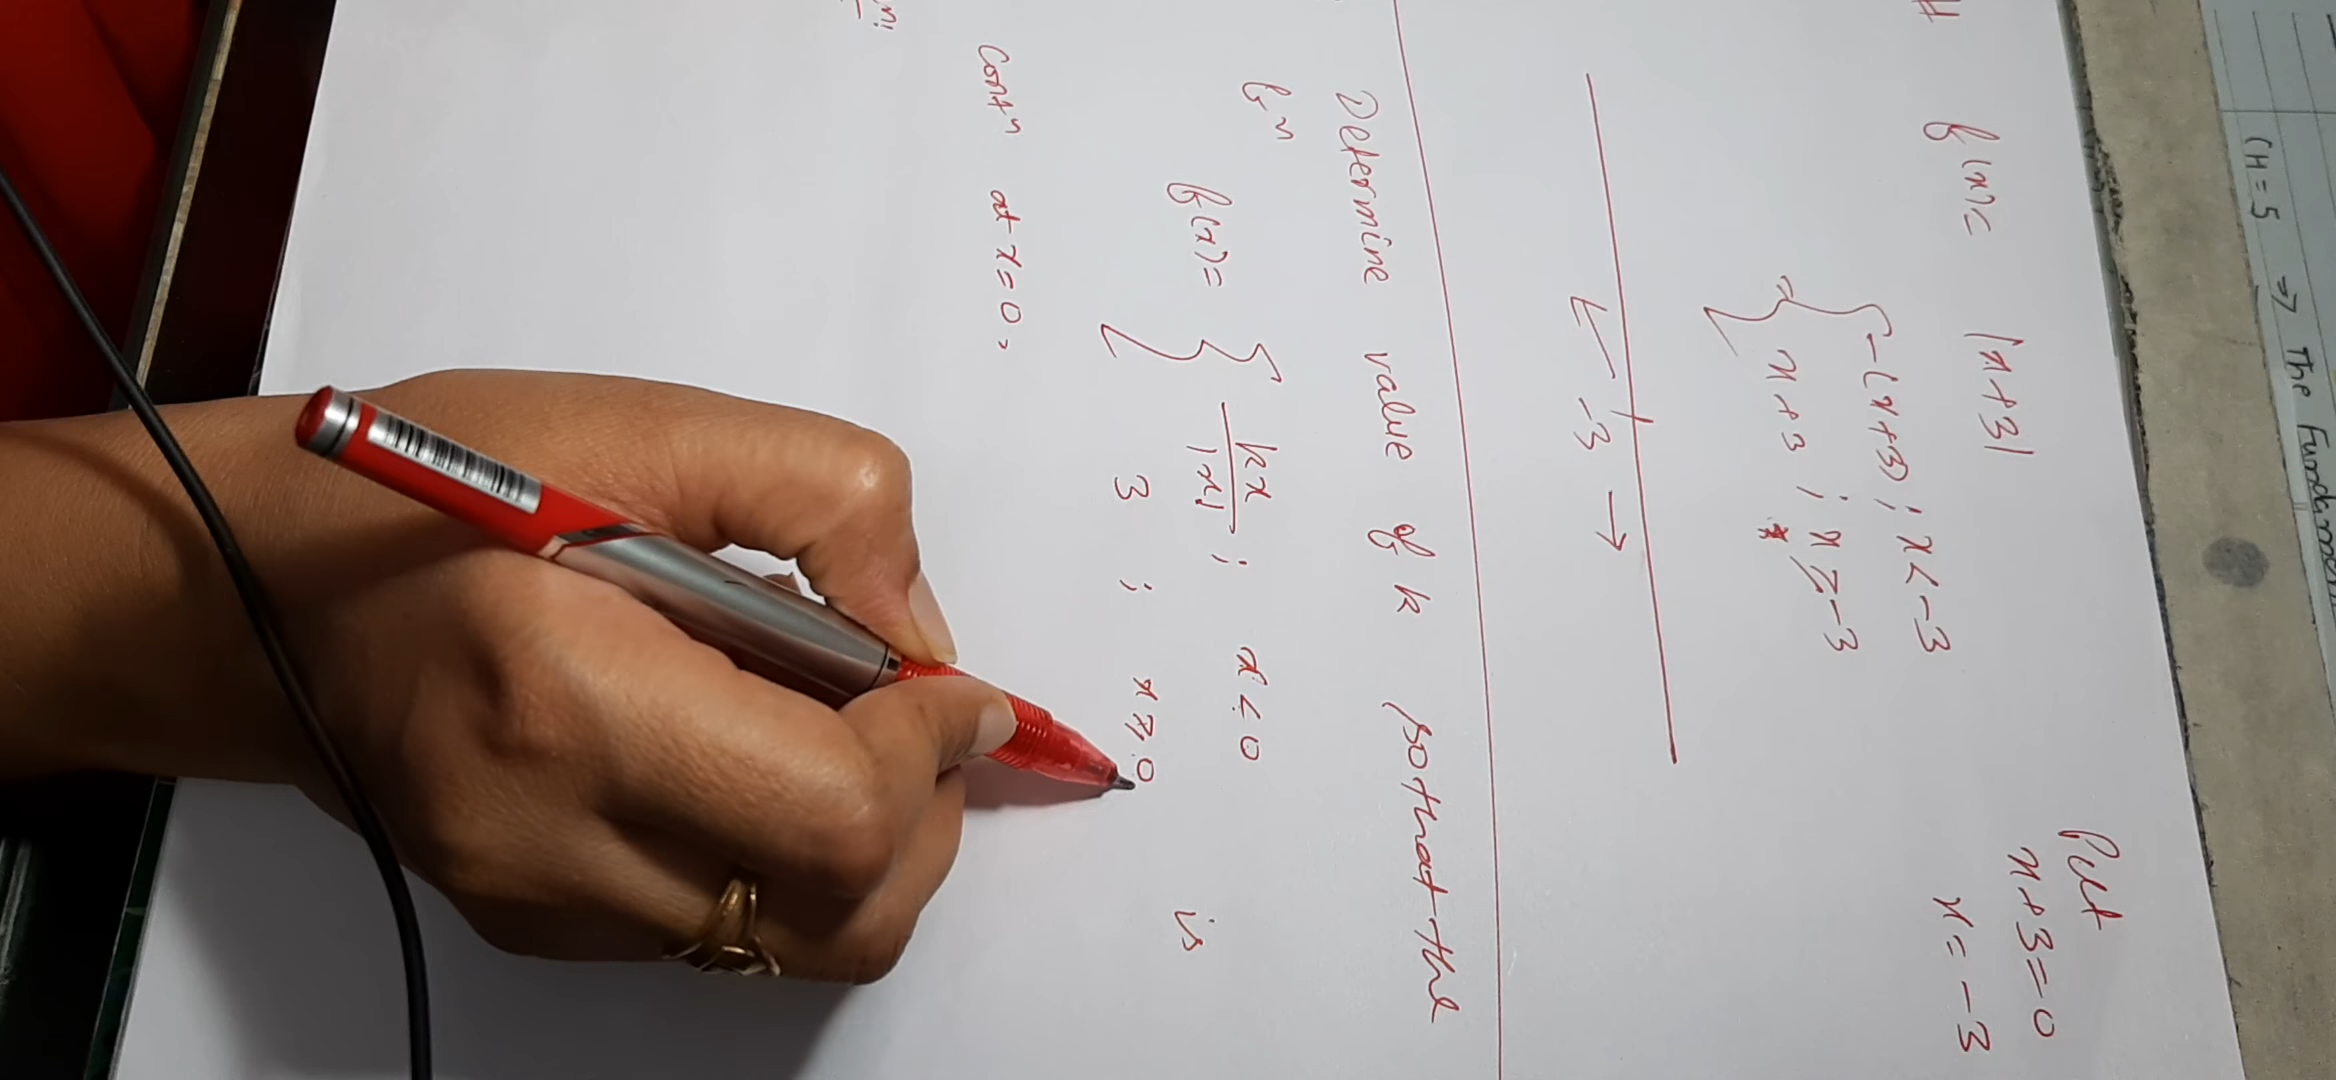 CH = 5 ⇒ The Fundamen
H f(x) = |x+3|
Put
x+3=0
x = -3
{ -(x+3) ; x < -3
x+3 ; x ≥ -3
← -3 →
Determine value of k so that the
fⁿ f(x) = { kx/|x| ; x < 0
3 ; x ≥ 0 is
contⁿ at x = 0 .